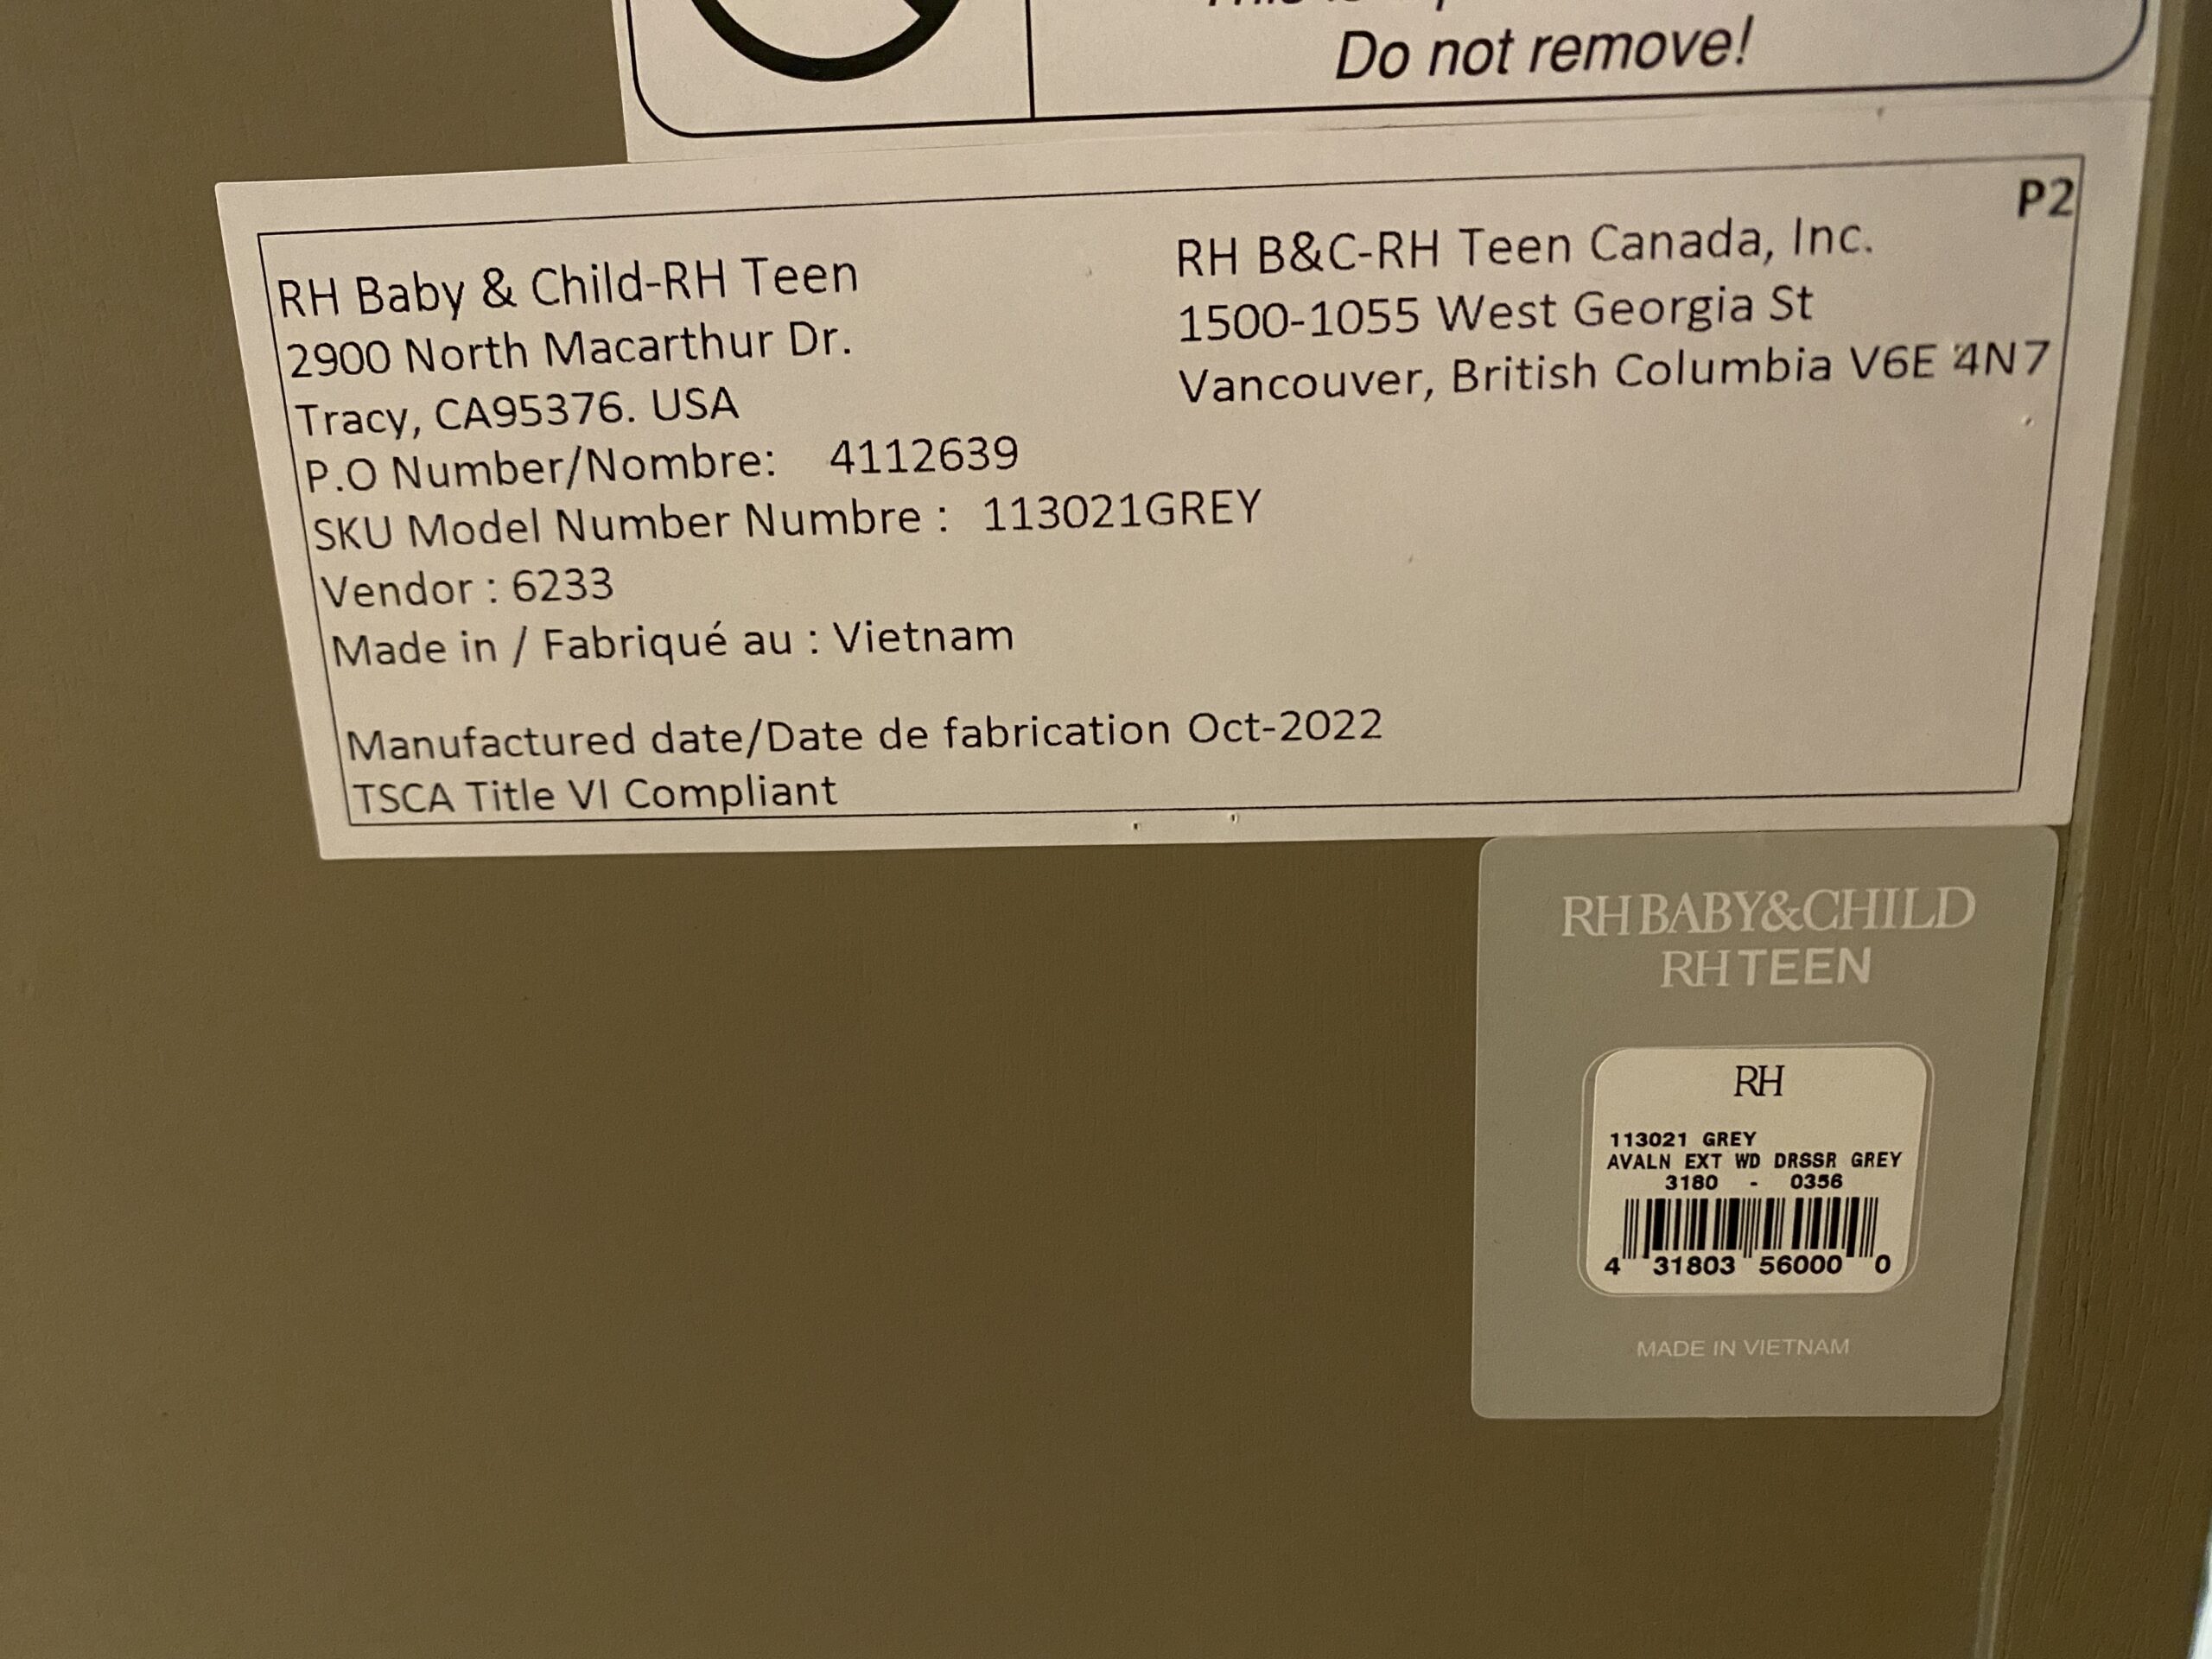 Do not remove!
P2
RH Baby & Child-RH Teen
2900 North Macarthur Dr.
Tracy, CA95376. USA
RH B&C-RH Teen Canada, Inc.
1500-1055 West Georgia St
Vancouver, British Columbia V6E 4N7
P.O Number/Nombre: 4112639
SKU Model Number Numbre : 113021GREY
Vendor : 6233
Made in / Fabriqué au : Vietnam
Manufactured date/Date de fabrication Oct-2022
TSCA Title VI Compliant
RH BABY&CHILD
RH TEEN
RH
113021 GREY
AVALN EXT WD DRSSR GREY
3180 - 0356
4 31803 56000 0
MADE IN VIETNAM